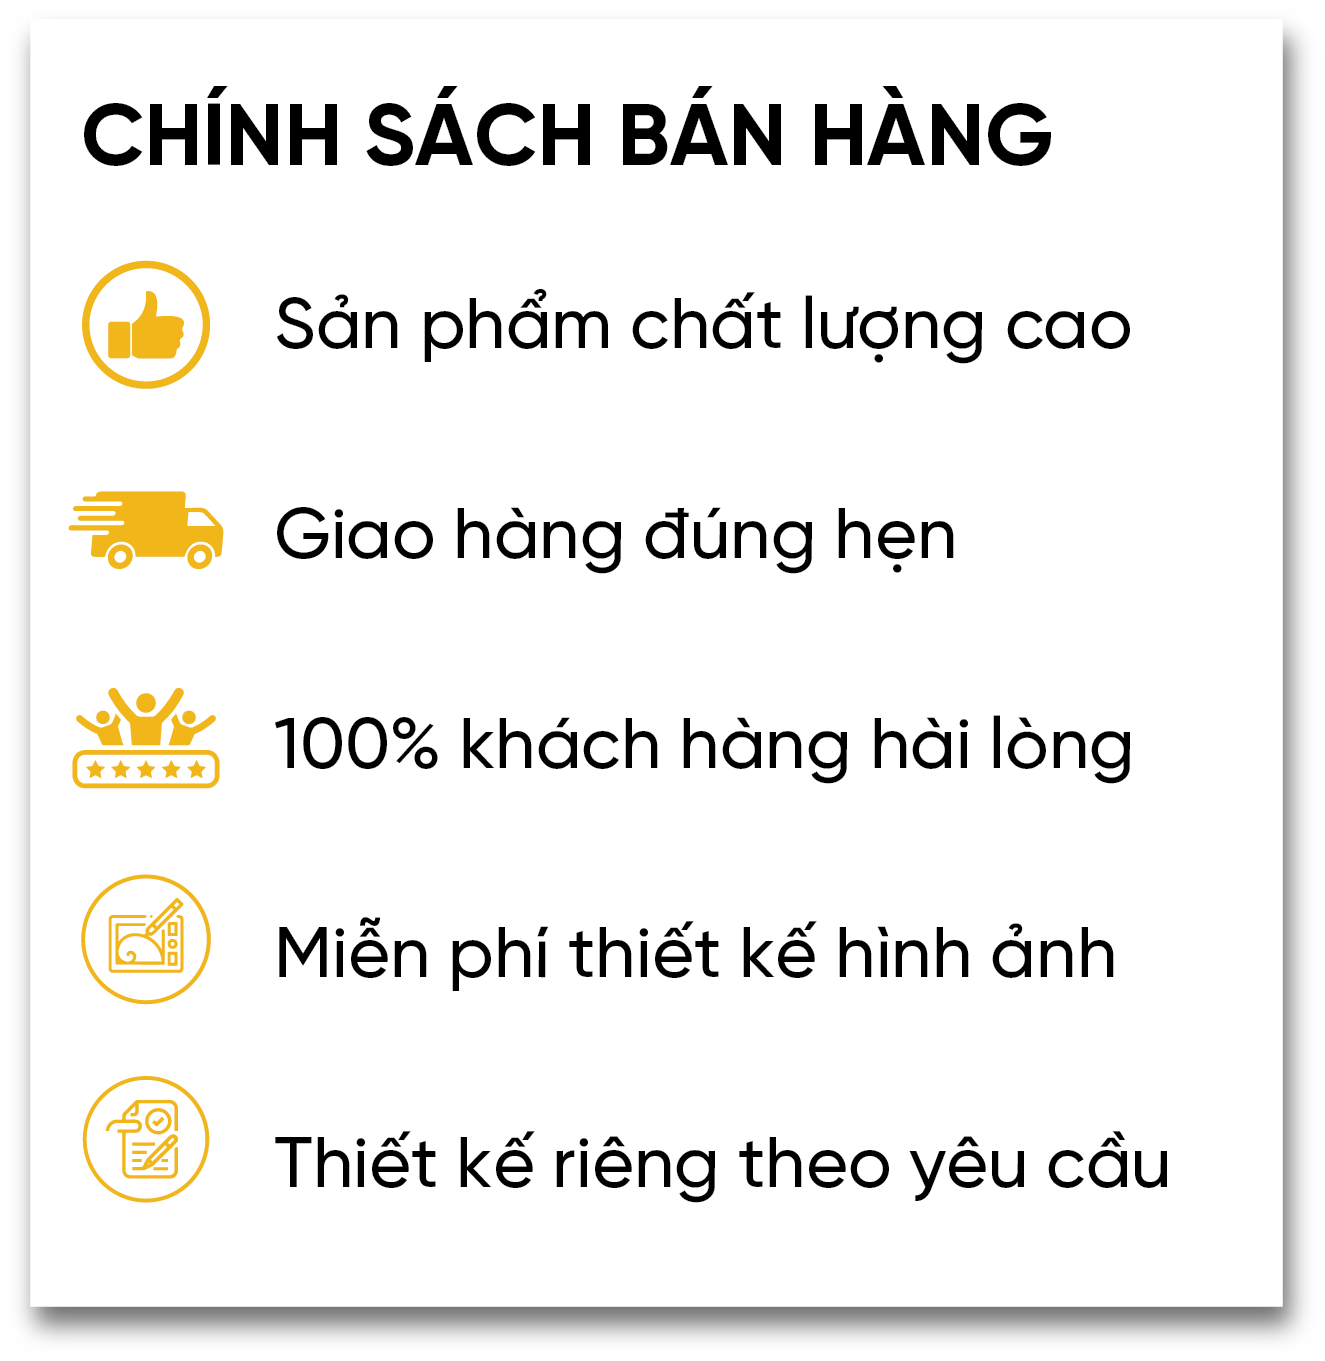 CHÍNH SÁCH BÁN HÀNG
Sản phẩm chất lượng cao
Giao hàng đúng hẹn
100% khách hàng hài lòng
Miễn phí thiết kế hình ảnh
Thiết kế riêng theo yêu cầu